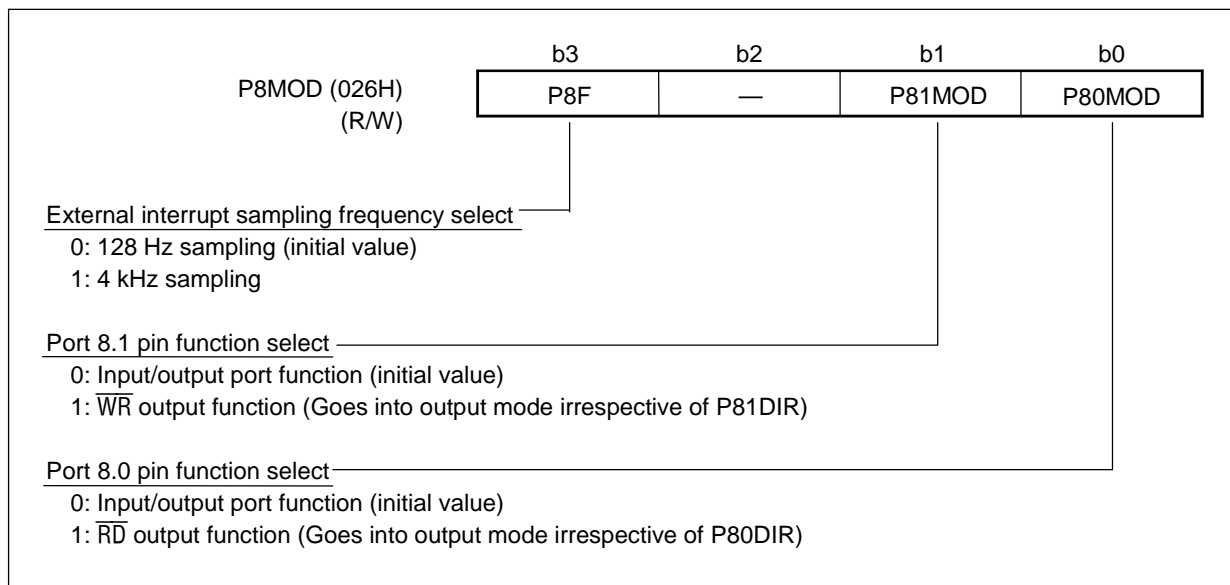 b3 b2 b1 b0
P8MOD (026H) P8F — P81MOD P80MOD
(R/W)
External interrupt sampling frequency select
0: 128 Hz sampling (initial value)
1: 4 kHz sampling
Port 8.1 pin function select
0: Input/output port function (initial value)
1: W̅R̅ output function (Goes into output mode irrespective of P81DIR)
Port 8.0 pin function select
0: Input/output port function (initial value)
1: R̅D̅ output function (Goes into output mode irrespective of P80DIR)